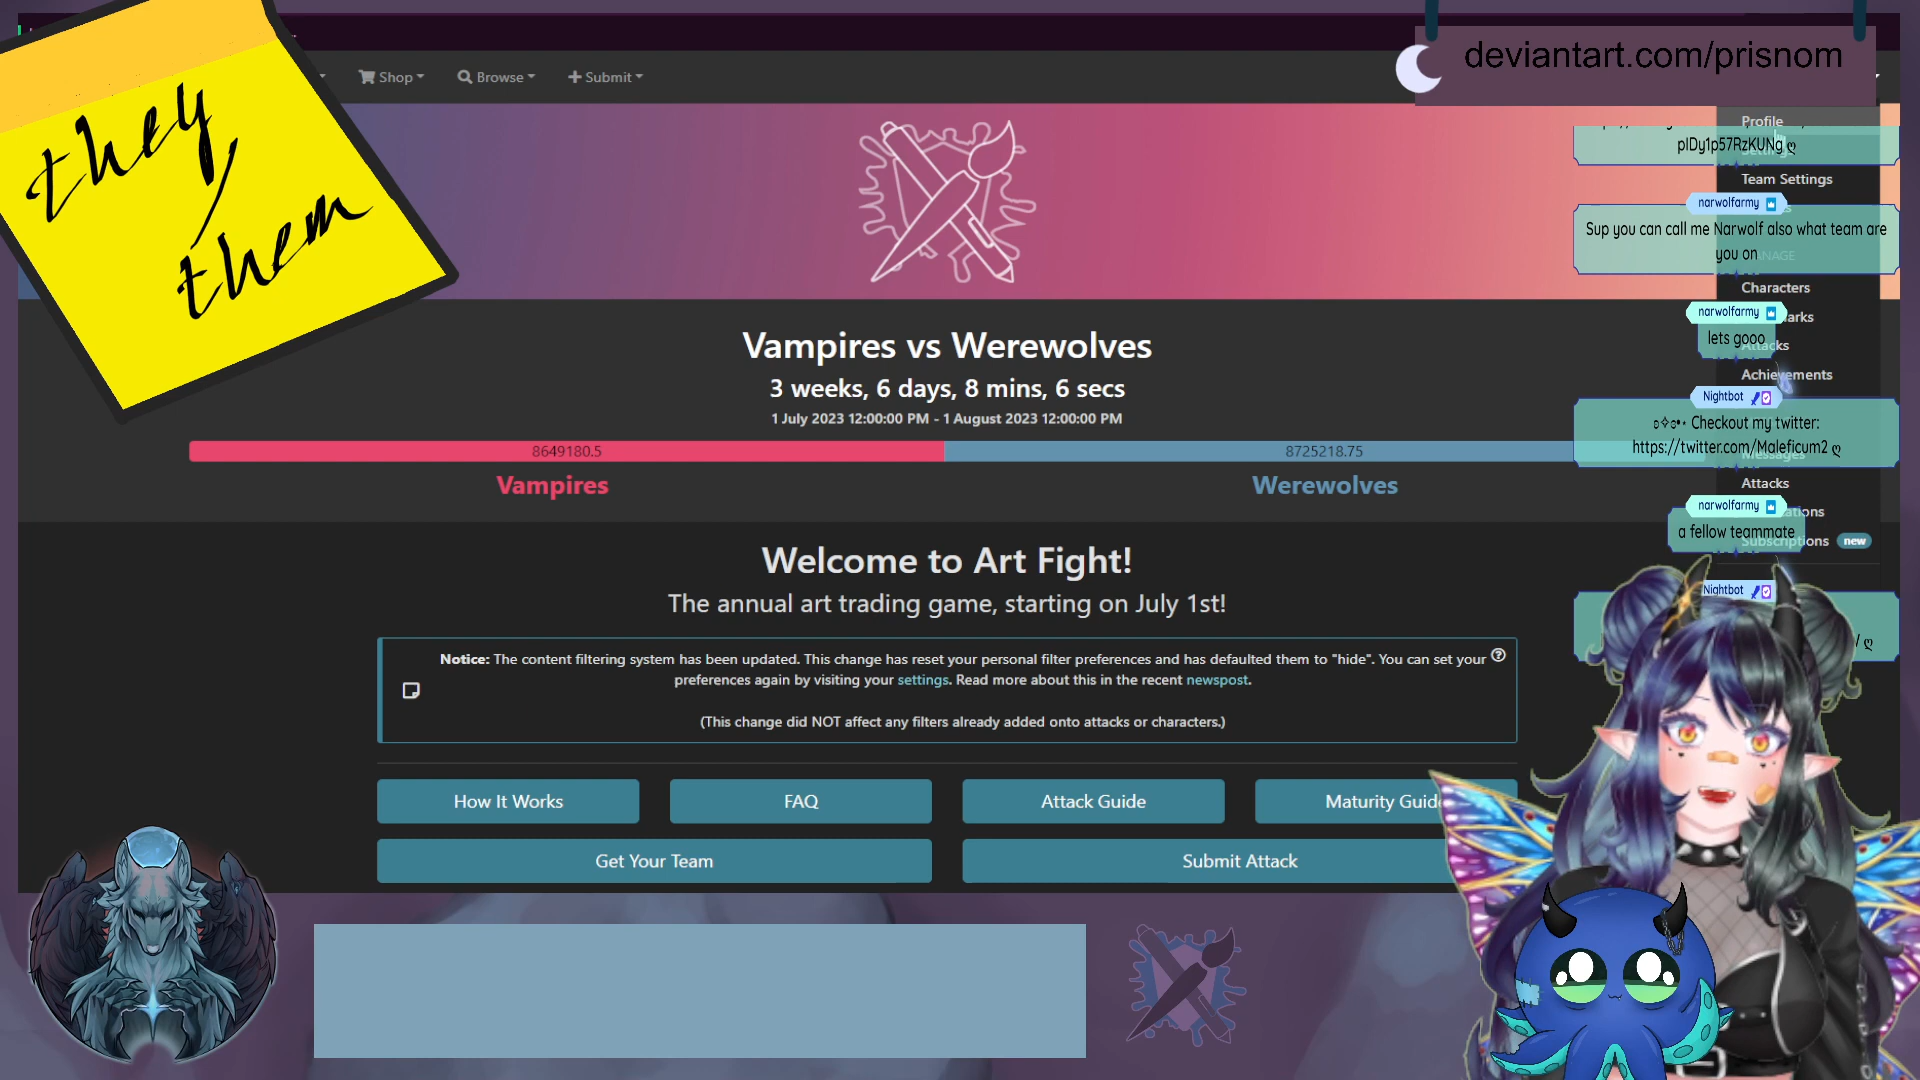 they
/
them
Shop
Browse
Submit
deviantart.com/prisnom
Profile
plDy1p57RzKUNg ღ
Team Settings
narwolfarmy
Sup you can call me Narwolf also what team are
you on
Characters
narwolfarmy
lets gooo
Achievements
Nightbot
Checkout my twitter:
https://twitter.com/Maleficum2 ღ
Messages
Attacks
narwolfarmy
a fellow teammate
Subscriptions new
Nightbot
Vampires vs Werewolves
3 weeks, 6 days, 8 mins, 6 secs
1 July 2023 12:00:00 PM - 1 August 2023 12:00:00 PM
8649180.5 8725218.75
Vampires Werewolves
Welcome to Art Fight!
The annual art trading game, starting on July 1st!
Notice: The content filtering system has been updated. This change has reset your personal filter preferences and has defaulted them to "hide". You can set your
preferences again by visiting your settings. Read more about this in the recent newspost.
(This change did NOT affect any filters already added onto attacks or characters.)
How It Works FAQ Attack Guide Maturity Guide
Get Your Team Submit Attack